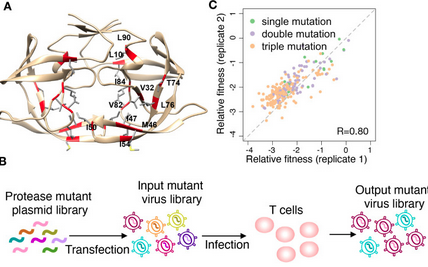 A
L90
L10
I84
V32
T74
V82
L76
I47
M46
I50
I54
C
single mutation
double mutation
triple mutation
Relative fitness (replicate 2)
1
0
-1
-2
-3
-4
R=0.80
-4 -3 -2 -1 0 1
Relative fitness (replicate 1)
B
Protease mutant
plasmid library
Transfection
Input mutant
virus library
Infection
T cells
Output mutant
virus library